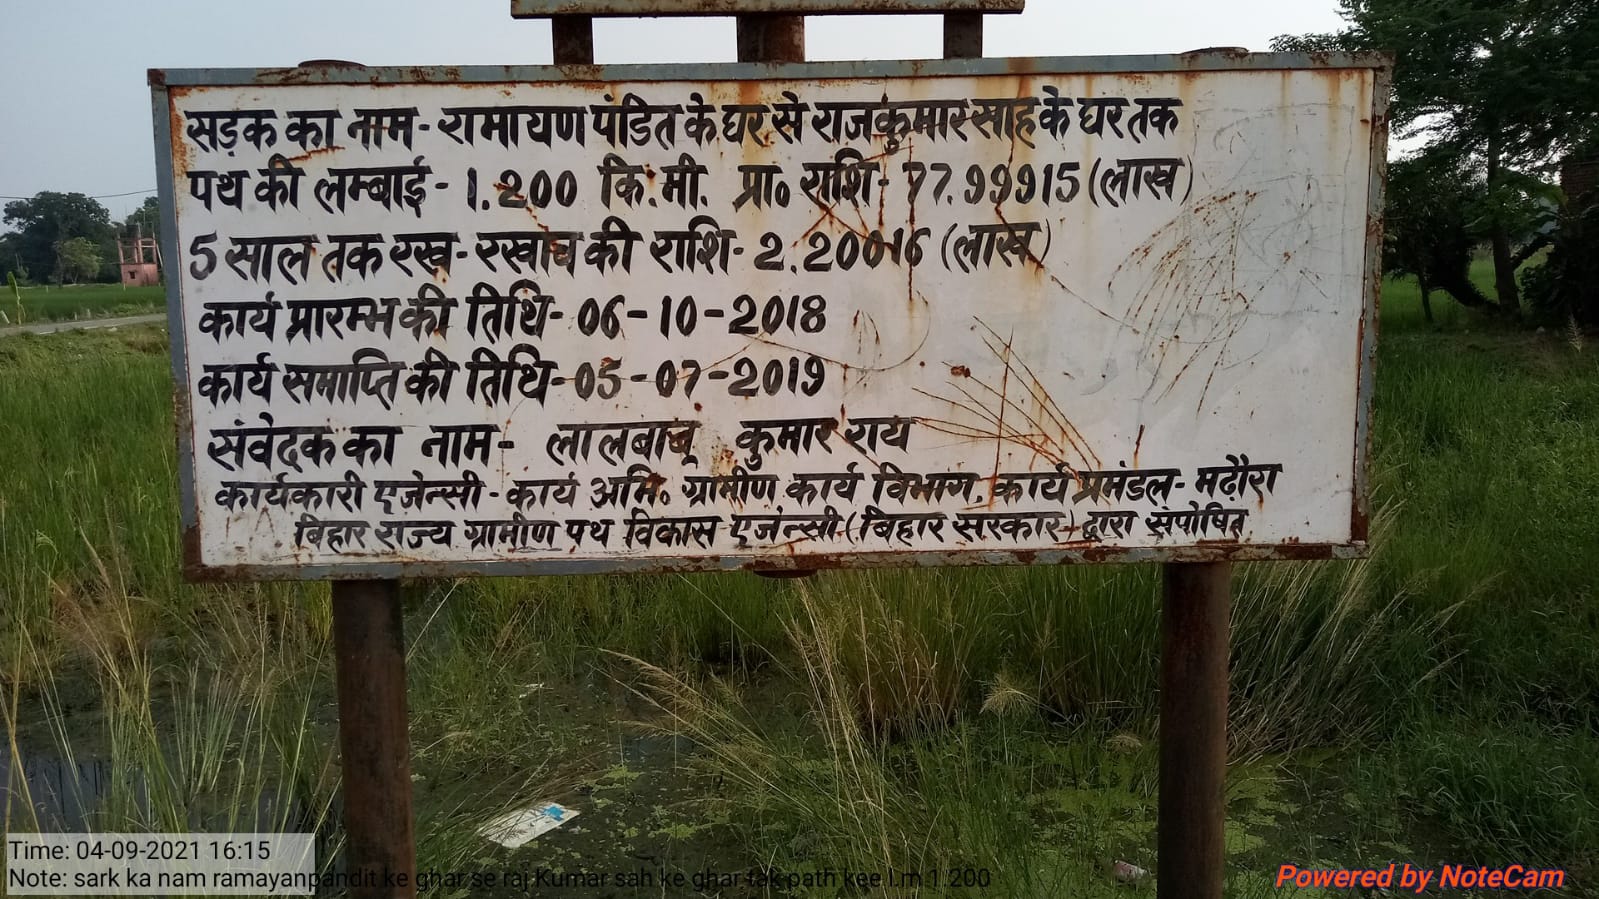 सड़क का नाम- रामायण पंडित के घर से राजकुमार साह के घर तक
पथ की लम्बाई- 1.200 कि.मी. प्रा० राशि- 77.99915 (लाख)
5 साल तक रख-रखाव की राशि- 2.20016 (लाख)
कार्य प्रारम्भ की तिथि- 06-10-2018
कार्य समाप्ति की तिथि- 05-07-2019
संवेदक का नाम- लालबाबू कुमार राय
कार्यकारी एजेन्सी- कार्य अभि० ग्रामीण कार्य विभाग, कार्य प्रमंडल- मढ़ौरा
बिहार राज्य ग्रामीण पथ विकास एजेन्सी (बिहार सरकार) द्वारा संपोषित
Time: 04-09-2021 16:15
Note: sark ka nam ramayanpandit ke ghar se raj Kumar sah ke ghar tak path kee l.m 1.200
Powered by NoteCam